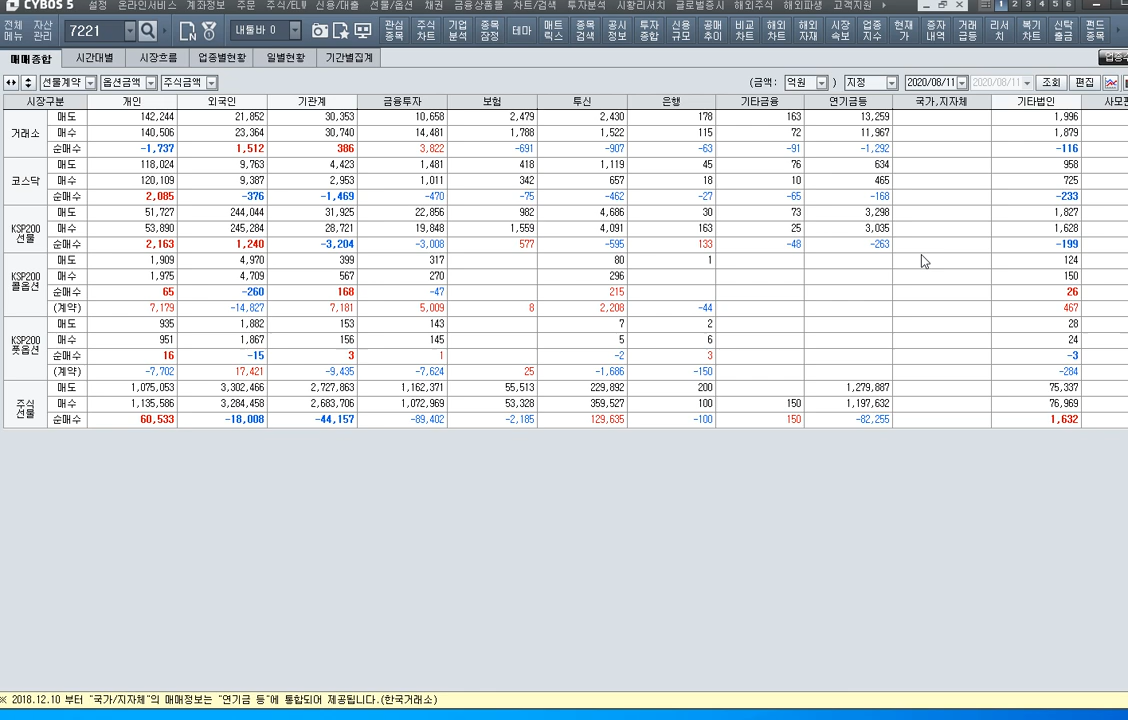 CYBOS 5 설정 온라인서비스 계좌정보 주문 주식/ELW 신용/대출 선물/옵션 채권 금융상품몰 차트/검색 투자분석 시황리서치 글로벌증시 해외주식 해외파생 고객지원 1 2 3 4 5 6
전체메뉴 자산관리 7221 내툴바 0 관심종목 주식차트 기업분석 종목잠정 테마 매트릭스 종목검색 공시정보 투자종합 신용규모 공매추이 비교차트 해외차트 해외자재 시장속보 업종지수 현재가 증자내역 거래급등 리서치 복기차트 신탁출금 펀드종목
매매종합 시간대별 시장흐름 업종별현황 일별현황 기간별집계
선물계약 옵션금액 주식금액 (금액: 억원 ) 지정 2020/08/11 2020/08/11 조회 편집
시장구분 개인 외국인 기관계 금융투자 보험 투신 은행 기타금융 연기금등 국가,지자체 기타법인
거래소
매도 142,244 21,852 30,353 10,658 2,479 2,430 178 163 13,259 1,996
매수 140,506 23,364 30,740 14,481 1,788 1,522 115 72 11,967 1,879
순매수 -1,737 1,512 386 3,822 -691 -907 -63 -91 -1,292 -116
코스닥
매도 118,024 9,763 4,423 1,481 418 1,119 45 76 634 958
매수 120,109 9,387 2,953 1,011 342 657 18 10 465 725
순매수 2,085 -376 -1,469 -470 -75 -462 -27 -65 -168 -233
KSP200 선물
매도 51,727 244,044 31,925 22,856 982 4,686 30 73 3,298 1,827
매수 53,890 245,284 28,721 19,848 1,559 4,091 163 25 3,035 1,628
순매수 2,163 1,240 -3,204 -3,008 577 -595 133 -48 -263 -199
KSP200 콜옵션
매도 1,909 4,970 399 317 80 1 124
매수 1,975 4,709 567 270 296 150
순매수 65 -260 168 -47 215 26
(계약) 7,179 -14,827 7,181 5,009 8 2,208 -44 467
KSP200 풋옵션
매도 935 1,882 153 143 7 2 28
매수 951 1,867 156 145 5 6 24
순매수 16 -15 3 1 -2 3 -3
(계약) -7,702 17,421 -9,435 -7,624 25 -1,686 -150 -284
주식 선물
매도 1,075,053 3,302,466 2,727,863 1,162,371 55,513 229,892 200 1,279,887 75,337
매수 1,135,586 3,284,458 2,683,706 1,072,969 53,328 359,527 100 150 1,197,632 76,969
순매수 60,533 -18,008 -44,157 -89,402 -2,185 129,635 -100 150 -82,255 1,632
※ 2018.12.10 부터 "국가/지자체"의 매매정보는 "연기금 등"에 통합되어 제공됩니다.(한국거래소)